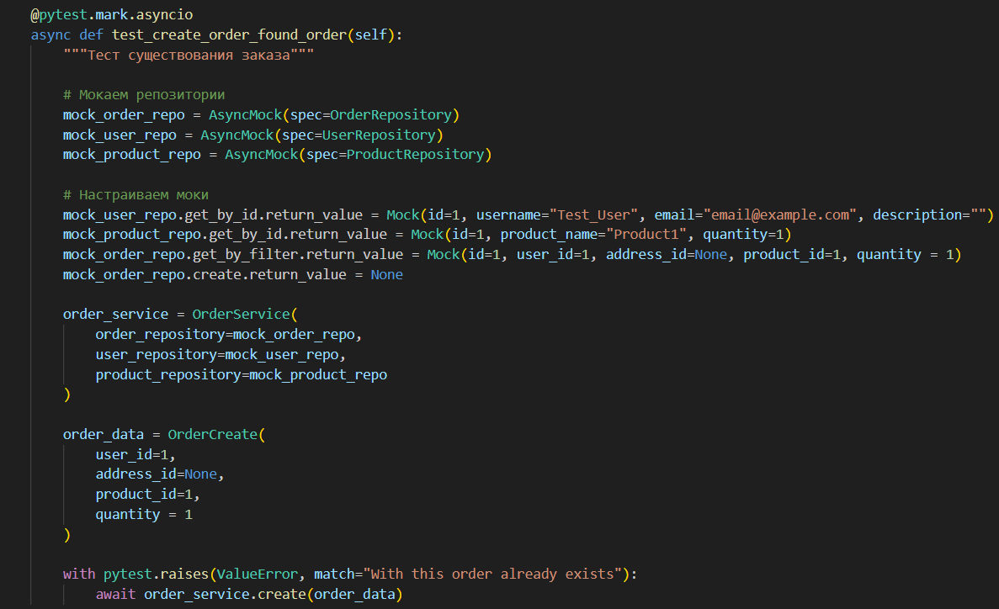 @pytest.mark.asyncio
async def test_create_order_found_order(self):
"""Тест существования заказа"""
# Мокаем репозитории
mock_order_repo = AsyncMock(spec=OrderRepository)
mock_user_repo = AsyncMock(spec=UserRepository)
mock_product_repo = AsyncMock(spec=ProductRepository)
# Настраиваем моки
mock_user_repo.get_by_id.return_value = Mock(id=1, username="Test_User", email="email@example.com", description="")
mock_product_repo.get_by_id.return_value = Mock(id=1, product_name="Product1", quantity=1)
mock_order_repo.get_by_filter.return_value = Mock(id=1, user_id=1, address_id=None, product_id=1, quantity = 1)
mock_order_repo.create.return_value = None
order_service = OrderService(
order_repository=mock_order_repo,
user_repository=mock_user_repo,
product_repository=mock_product_repo
)
order_data = OrderCreate(
user_id=1,
address_id=None,
product_id=1,
quantity = 1
)
with pytest.raises(ValueError, match="With this order already exists"):
await order_service.create(order_data)